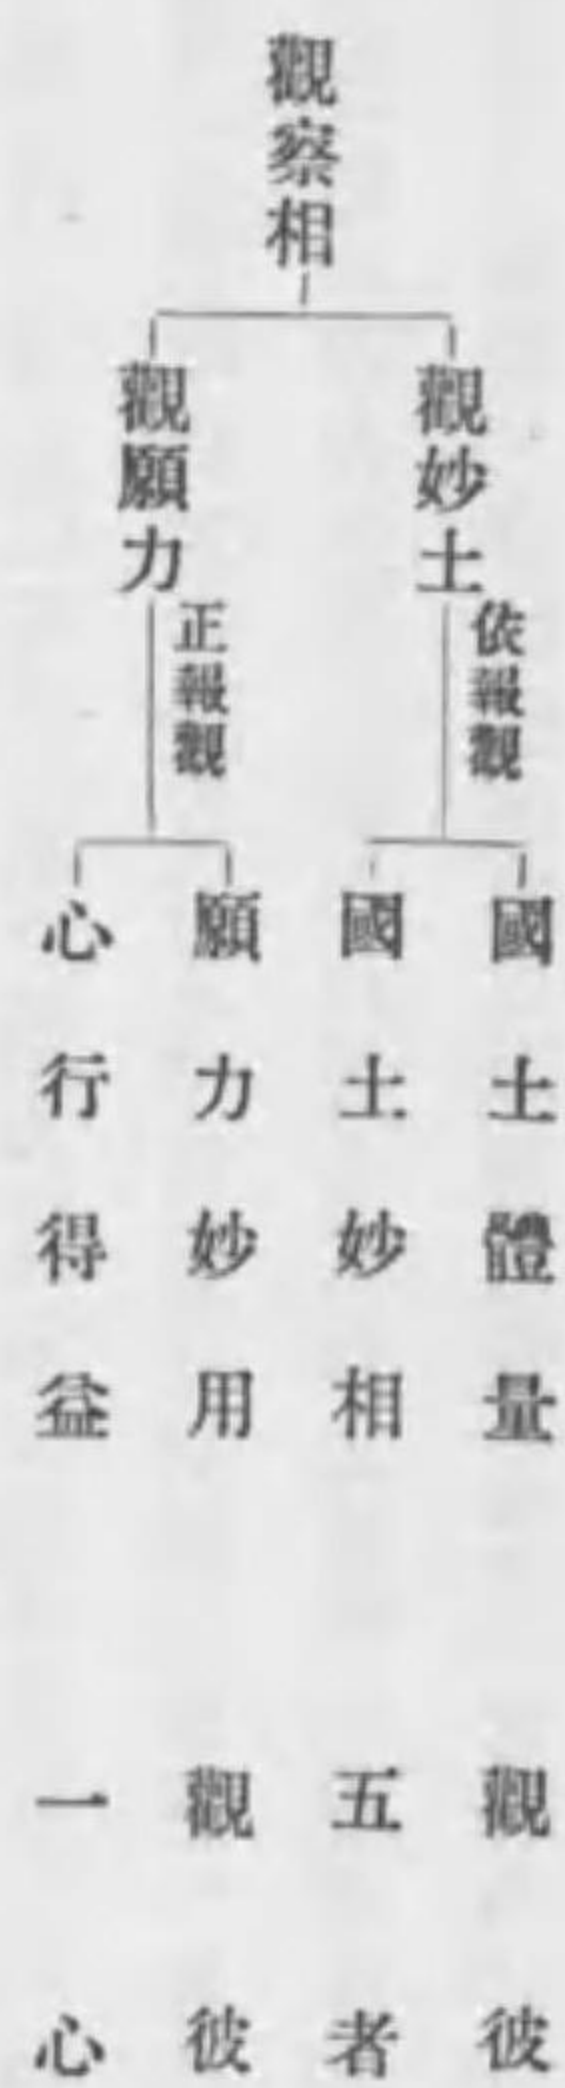 觀察相
觀妙土
依報觀
國土體量 觀彼
國土妙相 五者
觀願力
正報觀
願力妙用 觀彼
心行得益 一心